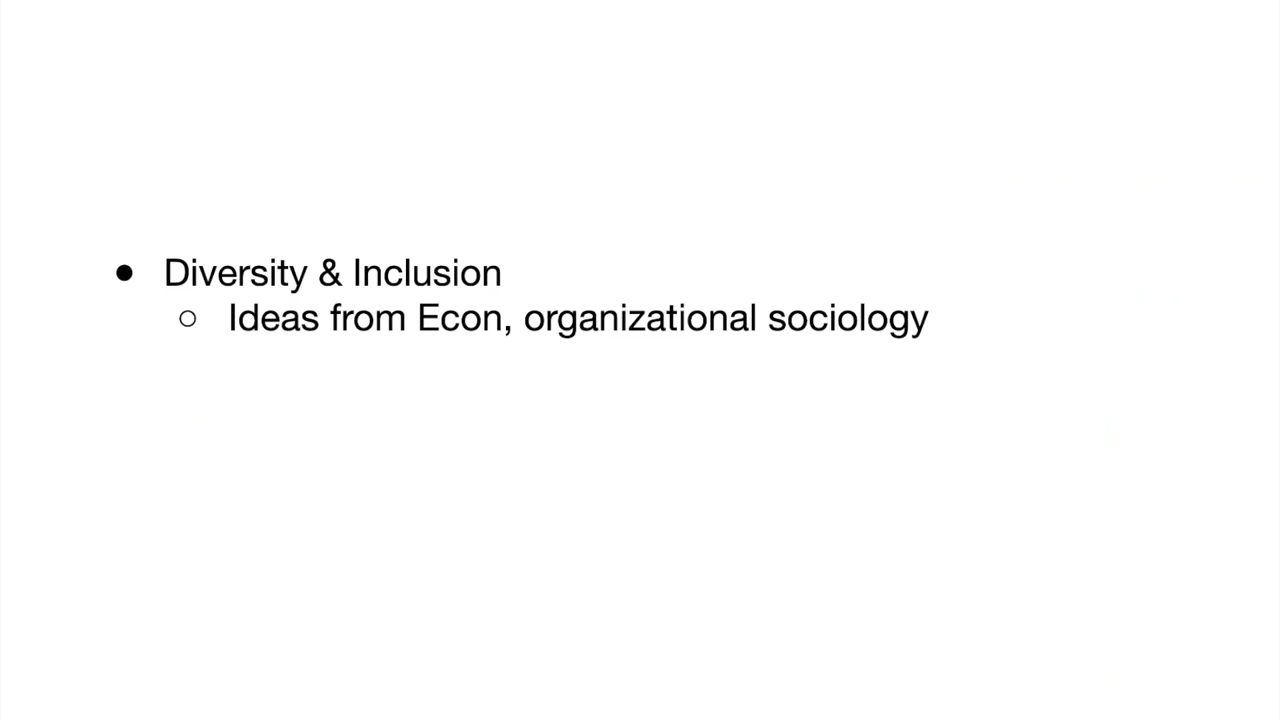 ● Diversity & Inclusion
○ Ideas from Econ, organizational sociology